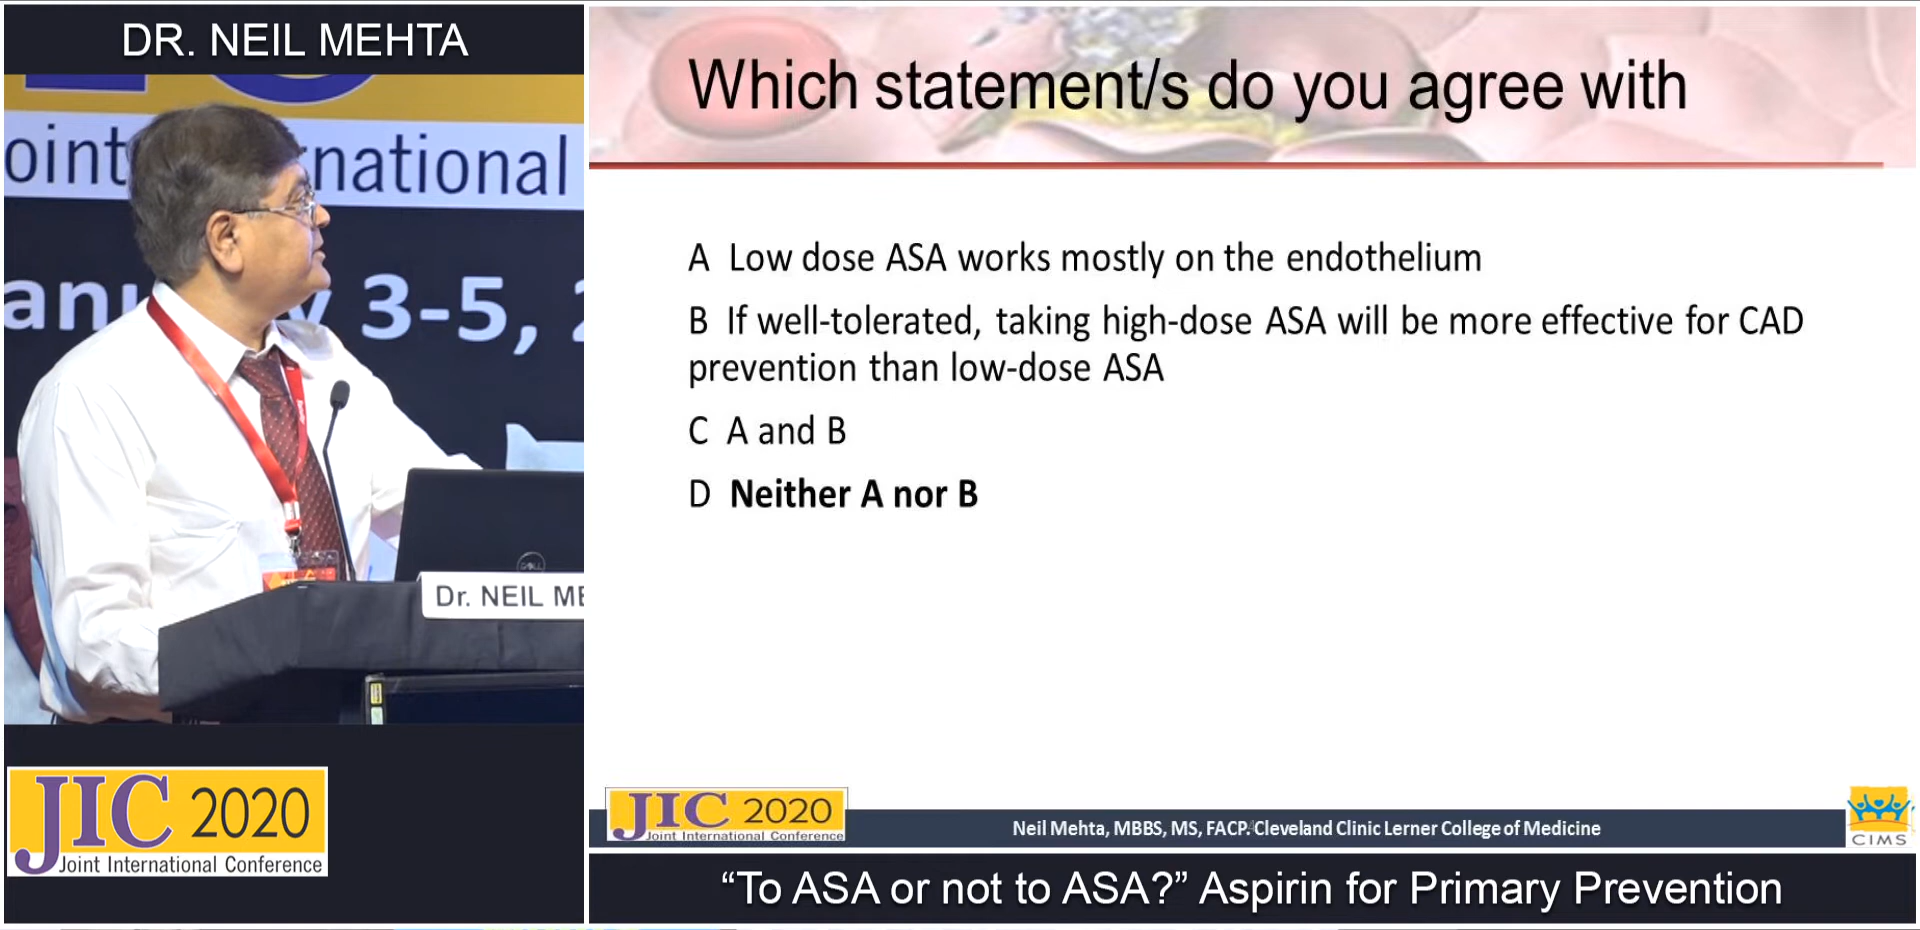 DR. NEIL MEHTA
oint
rnational
3-5,
DELL
Dr. NEIL ME
JIC 2020
Joint International Conference
Which statement/s do you agree with
A Low dose ASA works mostly on the endothelium
B If well-tolerated, taking high-dose ASA will be more effective for CAD
prevention than low-dose ASA
C A and B
D Neither A nor B
JIC 2020
Joint International Conference
Neil Mehta, MBBS, MS, FACP. Cleveland Clinic Lerner College of Medicine
CIMS
“To ASA or not to ASA?” Aspirin for Primary Prevention